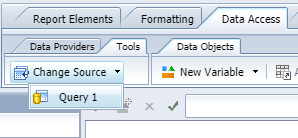 Report Elements Formatting Data Access
Data Providers Tools Data Objects
Change Source New Variable
Query 1